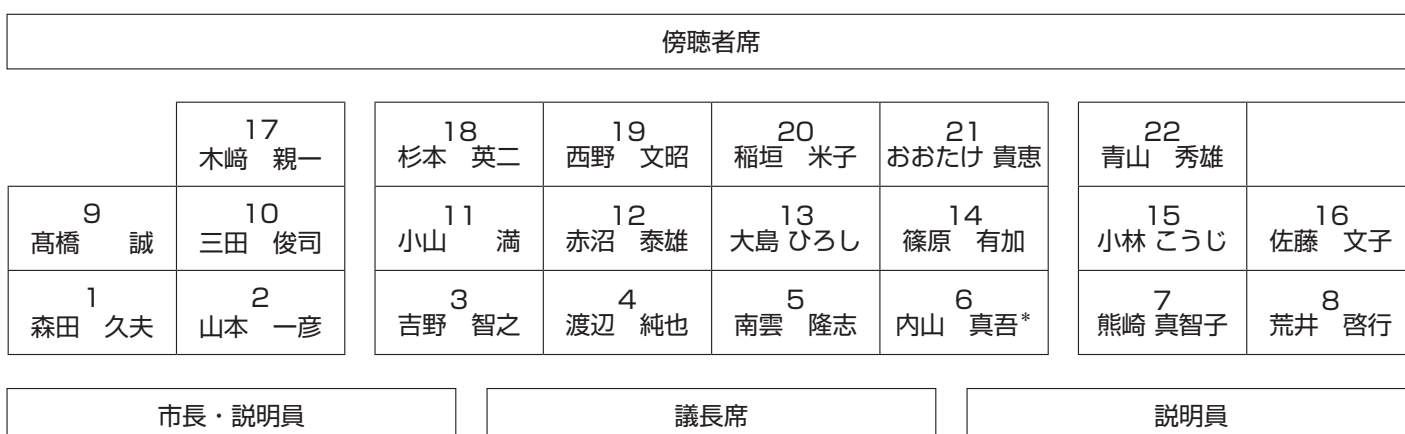 傍聴者席
17 18 19 20 21 22
木﨑　親一 杉本　英二 西野　文昭 稲垣　米子 おおたけ 貴恵 青山　秀雄
9 10 11 12 13 14 15 16
髙橋　誠 三田　俊司 小山　満 赤沼　泰雄 大島 ひろし 篠原　有加 小林 こうじ 佐藤　文子
1 2 3 4 5 6 7 8
森田　久夫 山本　一彦 吉野　智之 渡辺　純也 南雲　隆志 内山　真吾* 熊崎 真智子 荒井　啓行
市長・説明員 議長席 説明員